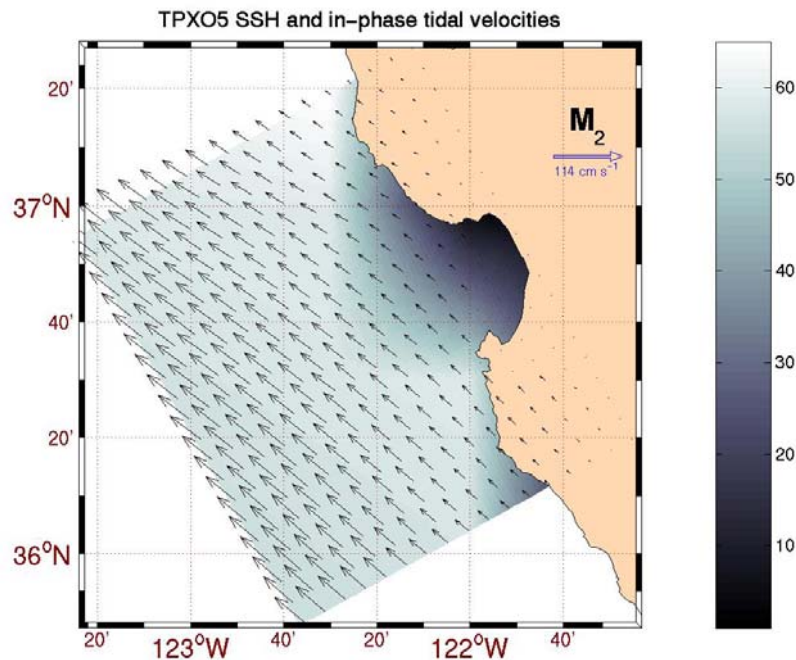 TPXO5 SSH and in-phase tidal velocities
20'
60
M₂
114 cm s⁻¹
37°N
50
40
40'
30
20'
20
36°N
10
20'
123°W
40'
20'
122°W
40'